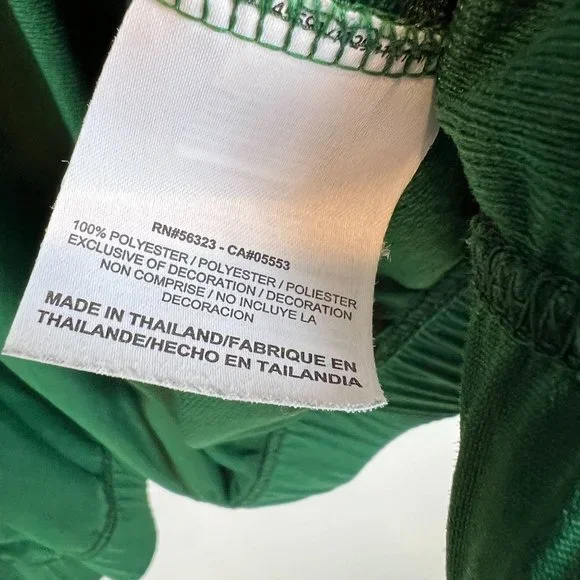 RN#56323 - CA#05553
100% POLYESTER / POLYESTER / POLIESTER
EXCLUSIVE OF DECORATION / DECORATION
NON COMPRISE / NO INCLUYE LA
DECORACION
MADE IN THAILAND/FABRIQUE EN
THAILANDE/HECHO EN TAILANDIA